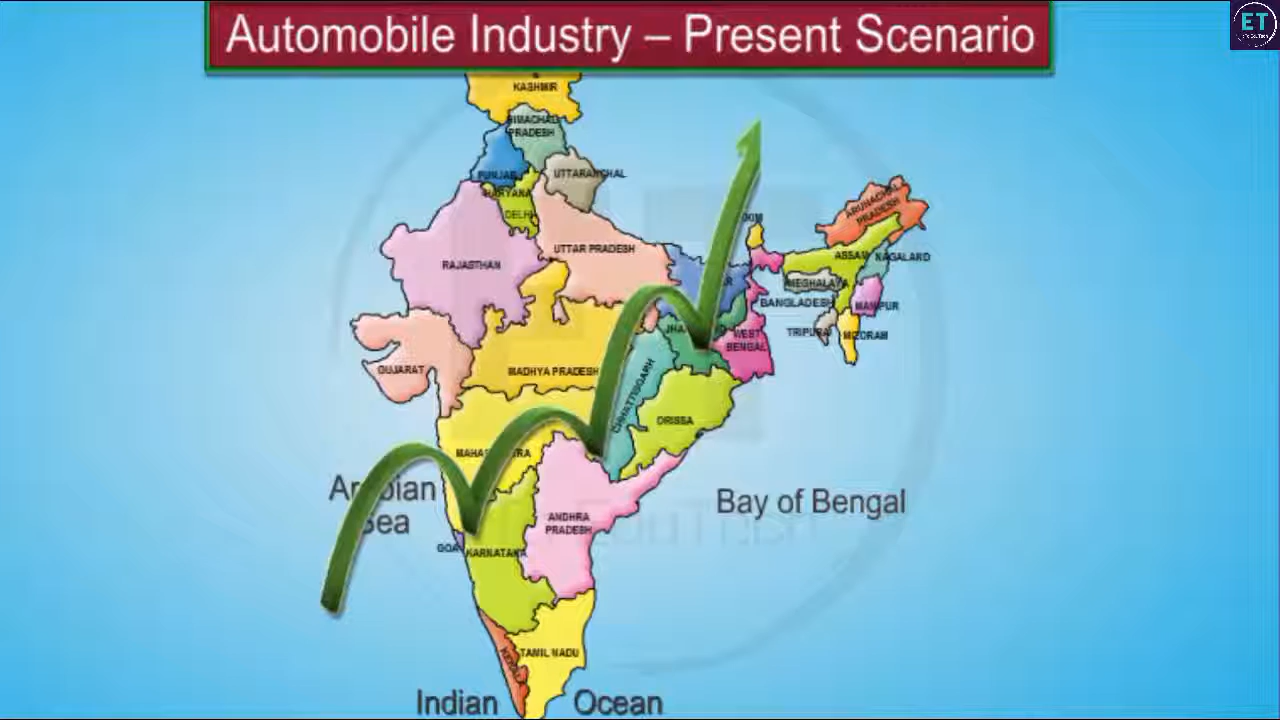 Automobile Industry – Present Scenario
ET
KASHMIR
HIMACHAL
PRADESH
PUNJAB
UTTARANCHAL
HARYANA
DELHI
ARUNACHAL
PRADESH
UTTAR PRADESH
RAJASTHAN
ASSAM
NAGALAND
MEGHALAYA
BANGLADESH
MANIPUR
TRIPURA
MIZORAM
WEST
BENGAL
GUJARAT
MADHYA PRADESH
CHHATTISGARH
ORISSA
Bay of Bengal
ANDHRA
PRADESH
GOA
KARNATAKA
TAMIL NADU
Indian Ocean